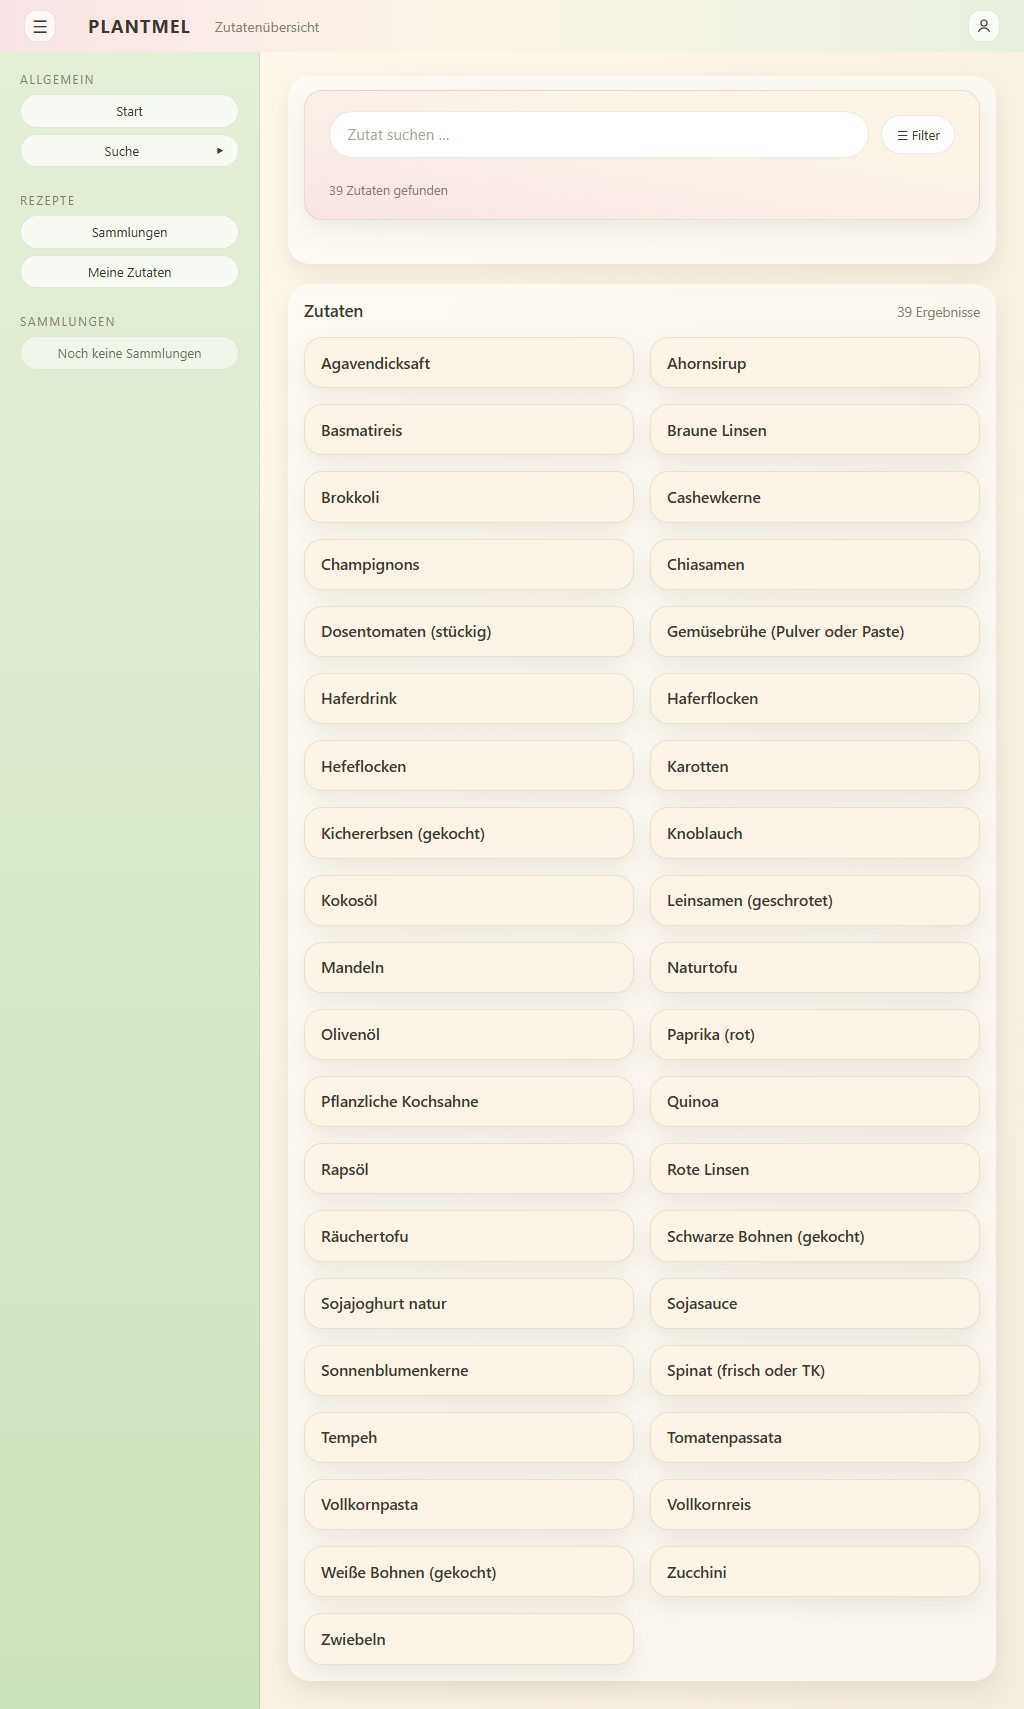 PLANTMEL Zutatenübersicht
ALLGEMEIN
Start
Suche
REZEPTE
Sammlungen
Meine Zutaten
SAMMLUNGEN
Noch keine Sammlungen
Zutat suchen ...
Filter
39 Zutaten gefunden
Zutaten
39 Ergebnisse
Agavendicksaft
Ahornsirup
Basmatireis
Braune Linsen
Brokkoli
Cashewkerne
Champignons
Chiasamen
Dosentomaten (stückig)
Gemüsebrühe (Pulver oder Paste)
Haferdrink
Haferflocken
Hefeflocken
Karotten
Kichererbsen (gekocht)
Knoblauch
Kokosöl
Leinsamen (geschrotet)
Mandeln
Naturtofu
Olivenöl
Paprika (rot)
Pflanzliche Kochsahne
Quinoa
Rapsöl
Rote Linsen
Räuchertofu
Schwarze Bohnen (gekocht)
Sojajoghurt natur
Sojasauce
Sonnenblumenkerne
Spinat (frisch oder TK)
Tempeh
Tomatenpassata
Vollkornpasta
Vollkornreis
Weiße Bohnen (gekocht)
Zucchini
Zwiebeln